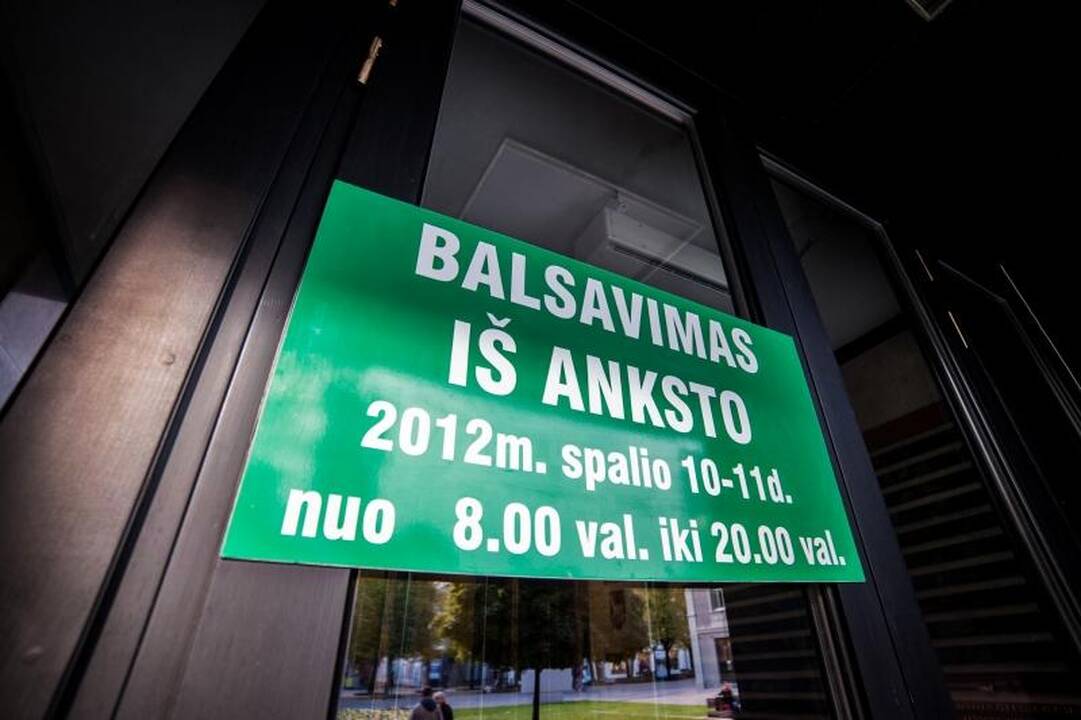 BALSAVIMAS
IŠ ANKSTO
2012m. spalio 10-11d.
nuo 8.00 val. iki 20.00 val.